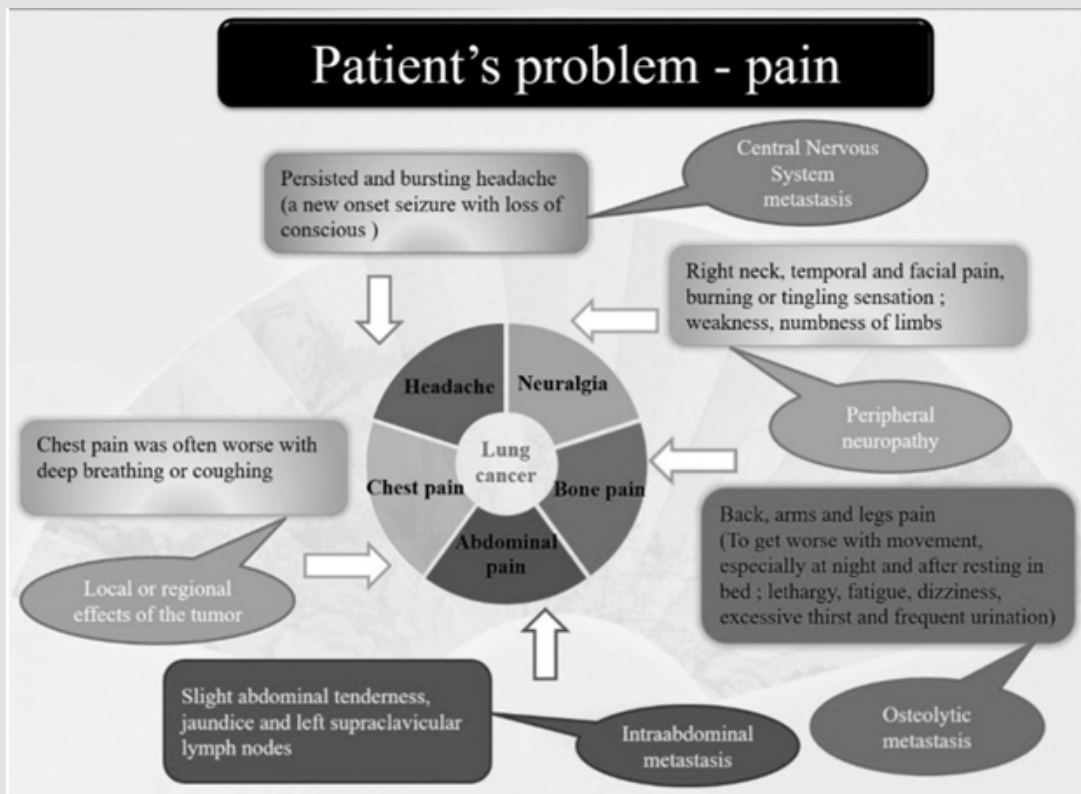 Patient's problem - pain
Central Nervous
System
metastasis
Persisted and bursting headache
(a new onset seizure with loss of
conscious )
Right neck, temporal and facial pain,
burning or tingling sensation ;
weakness, numbness of limbs
Headache
Neuralgia
Peripheral
neuropathy
Chest pain was often worse with
deep breathing or coughing
Lung
cancer
Chest pain
Bone pain
Abdominal
pain
Back, arms and legs pain
(To get worse with movement,
especially at night and after resting in
bed ; lethargy, fatigue, dizziness,
excessive thirst and frequent urination)
Local or regional
effects of the tumor
Slight abdominal tenderness,
jaundice and left supraclavicular
lymph nodes
Intraabdominal
metastasis
Osteolytic
metastasis